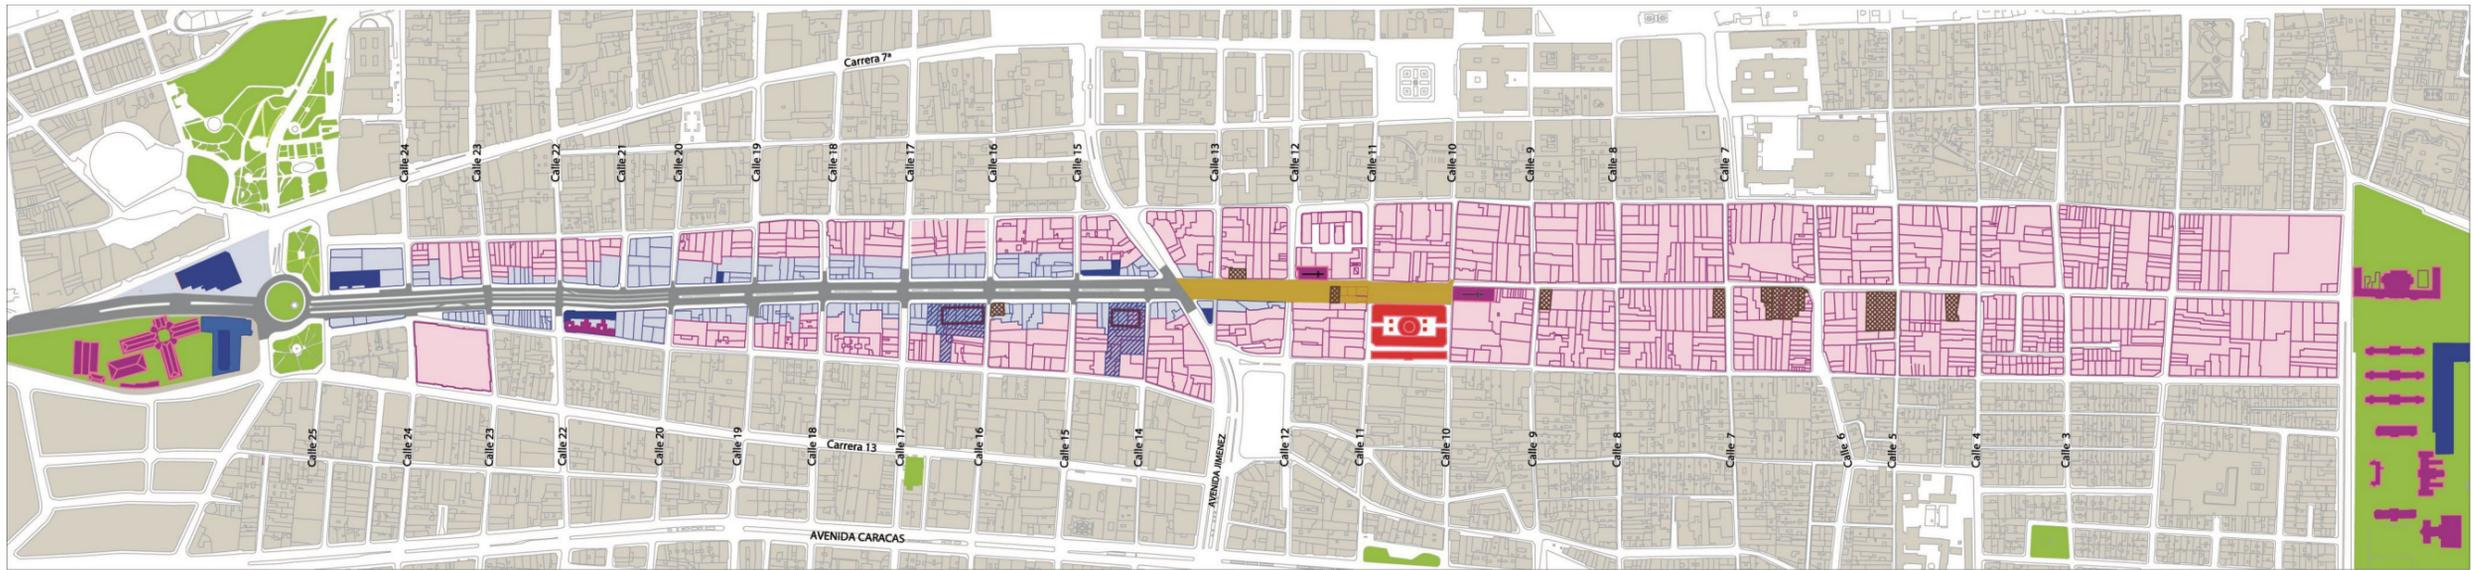 Carrera 7ª
Calle 24
Calle 23
Calle 22
Calle 21
Calle 20
Calle 19
Calle 18
Calle 17
Calle 16
Calle 15
Calle 13
Calle 12
Calle 11
Calle 10
Calle 9
Calle 8
Calle 7
Calle 25
Calle 24
Calle 23
Calle 22
Calle 20
Calle 19
Calle 18
Carrera 13
Calle 17
Calle 16
Calle 15
Calle 14
AVENIDA JIMENEZ
Calle 12
Calle 11
Calle 10
Calle 9
Calle 8
Calle 7
Calle 6
Calle 5
Calle 4
Calle 3
AVENIDA CARACAS